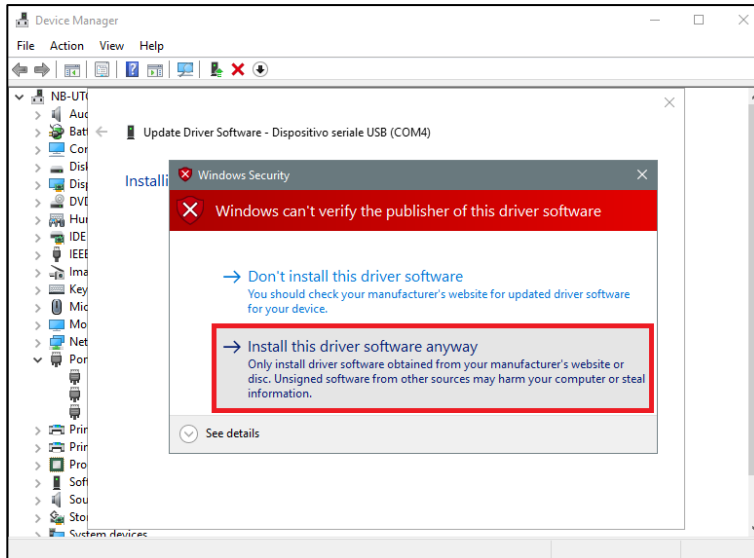 Device Manager
File Action View Help
NB-UT
Aud
Bat
Update Driver Software - Dispositivo seriale USB (COM4)
Con
Disk
Installi
Windows Security
Disp
DVD
Windows can't verify the publisher of this driver software
Hur
IDE
IEEE
Ima
Don't install this driver software
Key
You should check your manufacturer's website for updated driver software
Mic
for your device.
Mo
Net
Install this driver software anyway
Por
Only install driver software obtained from your manufacturer's website or
disc. Unsigned software from other sources may harm your computer or steal
information.
Prin
See details
Prin
Pro
Soft
Sou
Sto
System devices